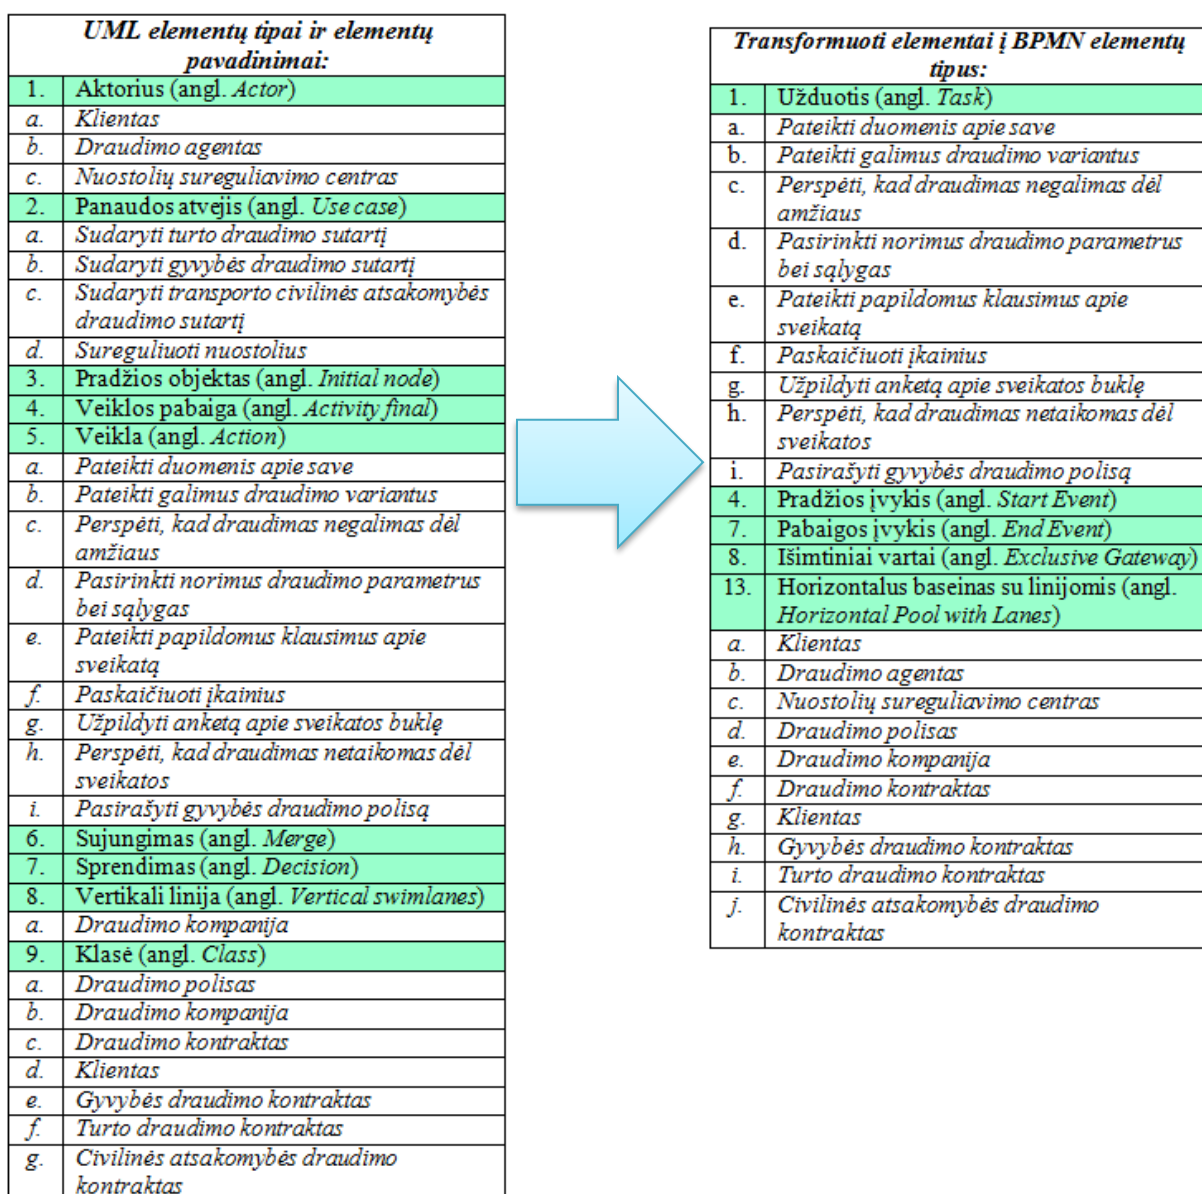 UML elementų tipai ir elementų
pavadinimai:
1. Aktorius (angl. Actor)
a. Klientas
b. Draudimo agentas
c. Nuostolių sureguliavimo centras
2. Panaudos atvejis (angl. Use case)
a. Sudaryti turto draudimo sutartį
b. Sudaryti gyvybės draudimo sutartį
c. Sudaryti transporto civilinės atsakomybės
draudimo sutartį
d. Sureguliuoti nuostolius
3. Pradžios objektas (angl. Initial node)
4. Veiklos pabaiga (angl. Activity final)
5. Veikla (angl. Action)
a. Pateikti duomenis apie save
b. Pateikti galimus draudimo variantus
c. Perspėti, kad draudimas negalimas dėl
amžiaus
d. Pasirinkti norimus draudimo parametrus
bei sąlygas
e. Pateikti papildomus klausimus apie
sveikatą
f. Paskaičiuoti įkainius
g. Užpildyti anketą apie sveikatos buklę
h. Perspėti, kad draudimas netaikomas dėl
sveikatos
i. Pasirašyti gyvybės draudimo polisą
6. Sujungimas (angl. Merge)
7. Sprendimas (angl. Decision)
8. Vertikali linija (angl. Vertical swimlanes)
a. Draudimo kompanija
9. Klasė (angl. Class)
a. Draudimo polisas
b. Draudimo kompanija
c. Draudimo kontraktas
d. Klientas
e. Gyvybės draudimo kontraktas
f. Turto draudimo kontraktas
g. Civilinės atsakomybės draudimo
kontraktas
Transformuoti elementai į BPMN elementų
tipus:
1. Užduotis (angl. Task)
a. Pateikti duomenis apie save
b. Pateikti galimus draudimo variantus
c. Perspėti, kad draudimas negalimas dėl
amžiaus
d. Pasirinkti norimus draudimo parametrus
bei sąlygas
e. Pateikti papildomus klausimus apie
sveikatą
f. Paskaičiuoti įkainius
g. Užpildyti anketą apie sveikatos buklę
h. Perspėti, kad draudimas netaikomas dėl
sveikatos
i. Pasirašyti gyvybės draudimo polisą
4. Pradžios įvykis (angl. Start Event)
7. Pabaigos įvykis (angl. End Event)
8. Išimtiniai vartai (angl. Exclusive Gateway)
13. Horizontalus baseinas su linijomis (angl.
Horizontal Pool with Lanes)
a. Klientas
b. Draudimo agentas
c. Nuostolių sureguliavimo centras
d. Draudimo polisas
e. Draudimo kompanija
f. Draudimo kontraktas
g. Klientas
h. Gyvybės draudimo kontraktas
i. Turto draudimo kontraktas
j. Civilinės atsakomybės draudimo
kontraktas